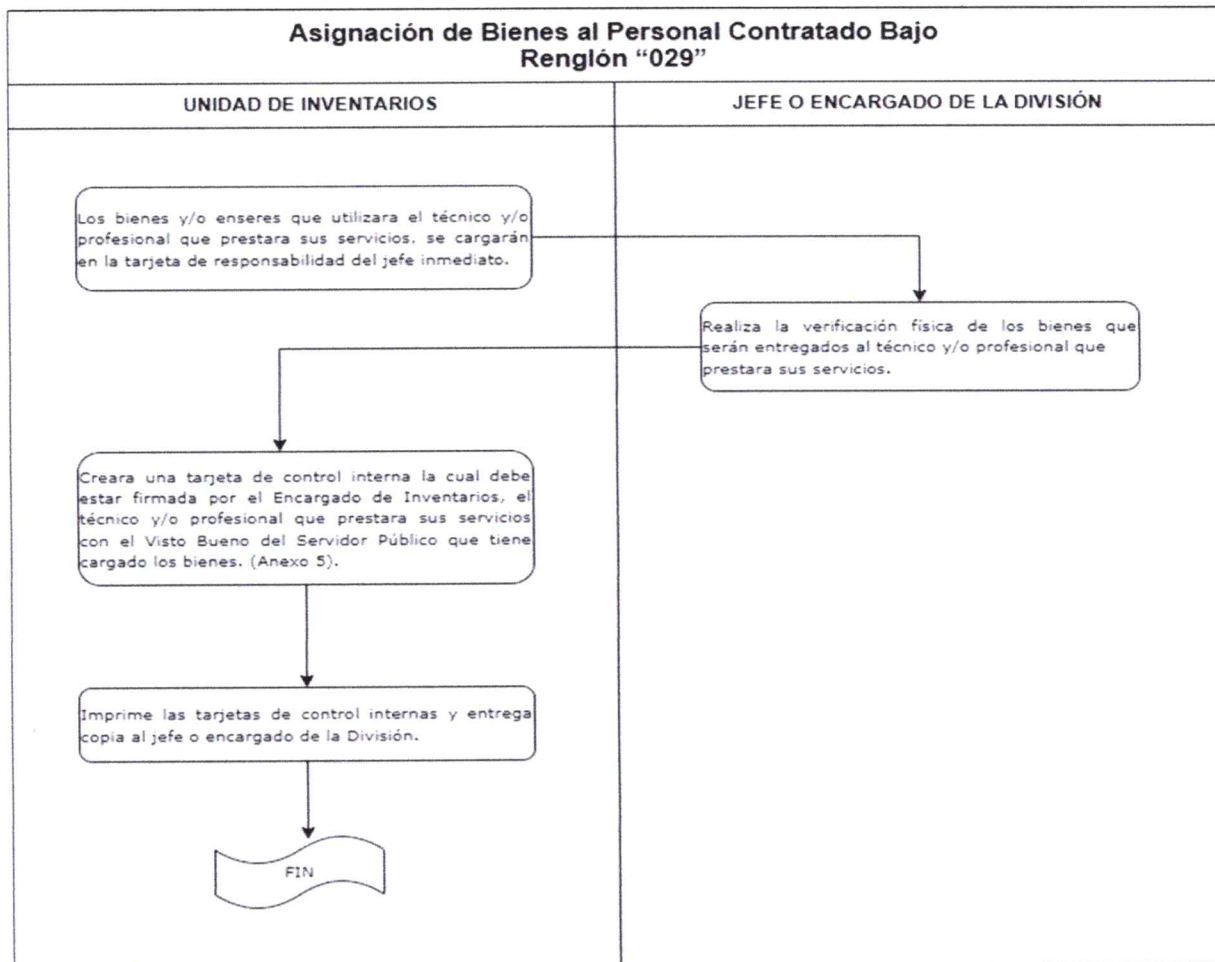 Asignación de Bienes al Personal Contratado Bajo
Renglón “029”
UNIDAD DE INVENTARIOS
JEFE O ENCARGADO DE LA DIVISIÓN
Los bienes y/o enseres que utilizara el técnico y/o
profesional que prestara sus servicios, se cargarán
en la tarjeta de responsabilidad del jefe inmediato.
Realiza la verificación física de los bienes que
serán entregados al técnico y/o profesional que
prestara sus servicios.
Creara una tarjeta de control interna la cual debe
estar firmada por el Encargado de Inventarios, el
técnico y/o profesional que prestara sus servicios
con el Visto Bueno del Servidor Público que tiene
cargado los bienes. (Anexo 5).
Imprime las tarjetas de control internas y entrega
copia al jefe o encargado de la División.
FIN